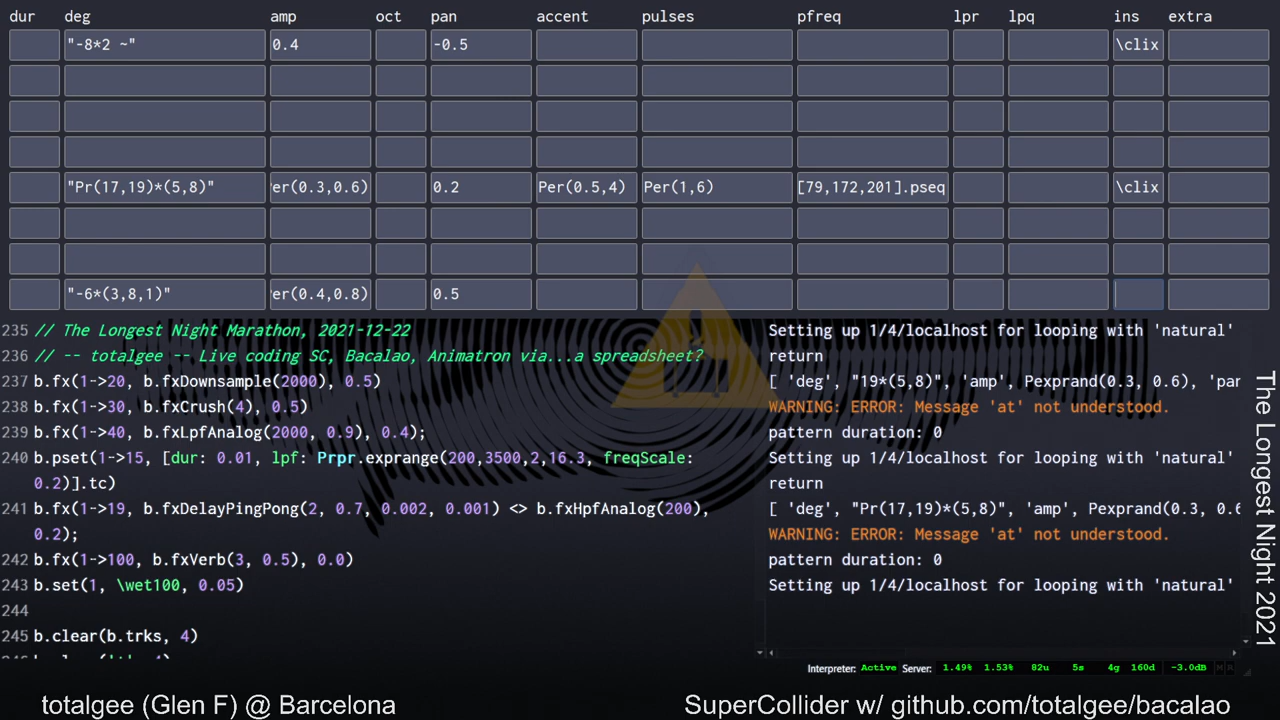 dur deg amp oct pan accent pulses pfreq lpr lpq ins extra
"-8*2 ~" 0.4 -0.5 \clix
"Pr(17,19)*(5,8)" er(0.3,0.6) 0.2 Per(0.5,4) Per(1,6) [79,172,201].pseq \clix
"-6*(3,8,1)" er(0.4,0.8) 0.5
235 // The Longest Night Marathon, 2021-12-22
236 // -- totalgee -- Live coding SC, Bacalao, Animatron via...a spreadsheet?
237 b.fx(1->20, b.fxDownsample(2000), 0.5)
238 b.fx(1->30, b.fxCrush(4), 0.5)
239 b.fx(1->40, b.fxLpfAnalog(2000, 0.9), 0.4);
240 b.pset(1->15, [dur: 0.01, lpf: Prpr.exprange(200,3500,2,16.3, freqScale:
0.2)].tc)
241 b.fx(1->19, b.fxDelayPingPong(2, 0.7, 0.002, 0.001) <> b.fxHpfAnalog(200),
0.2);
242 b.fx(1->100, b.fxVerb(3, 0.5), 0.0)
243 b.set(1, \wet100, 0.05)
244
245 b.clear(b.trks, 4)
Setting up 1/4/localhost for looping with 'natural'
return
[ 'deg', "19*(5,8)", 'amp', Pexprand(0.3, 0.6), 'par
WARNING: ERROR: Message 'at' not understood.
pattern duration: 0
Setting up 1/4/localhost for looping with 'natural'
return
[ 'deg', "Pr(17,19)*(5,8)", 'amp', Pexprand(0.3, 0.6
WARNING: ERROR: Message 'at' not understood.
pattern duration: 0
Setting up 1/4/localhost for looping with 'natural'
Interpreter: Active Server: 1.49% 1.53% 82u 5s 4g 160d -3.0dB M R
The Longest Night 2021
totalgee (Glen F) @ Barcelona
SuperCollider w/ github.com/totalgee/bacalao